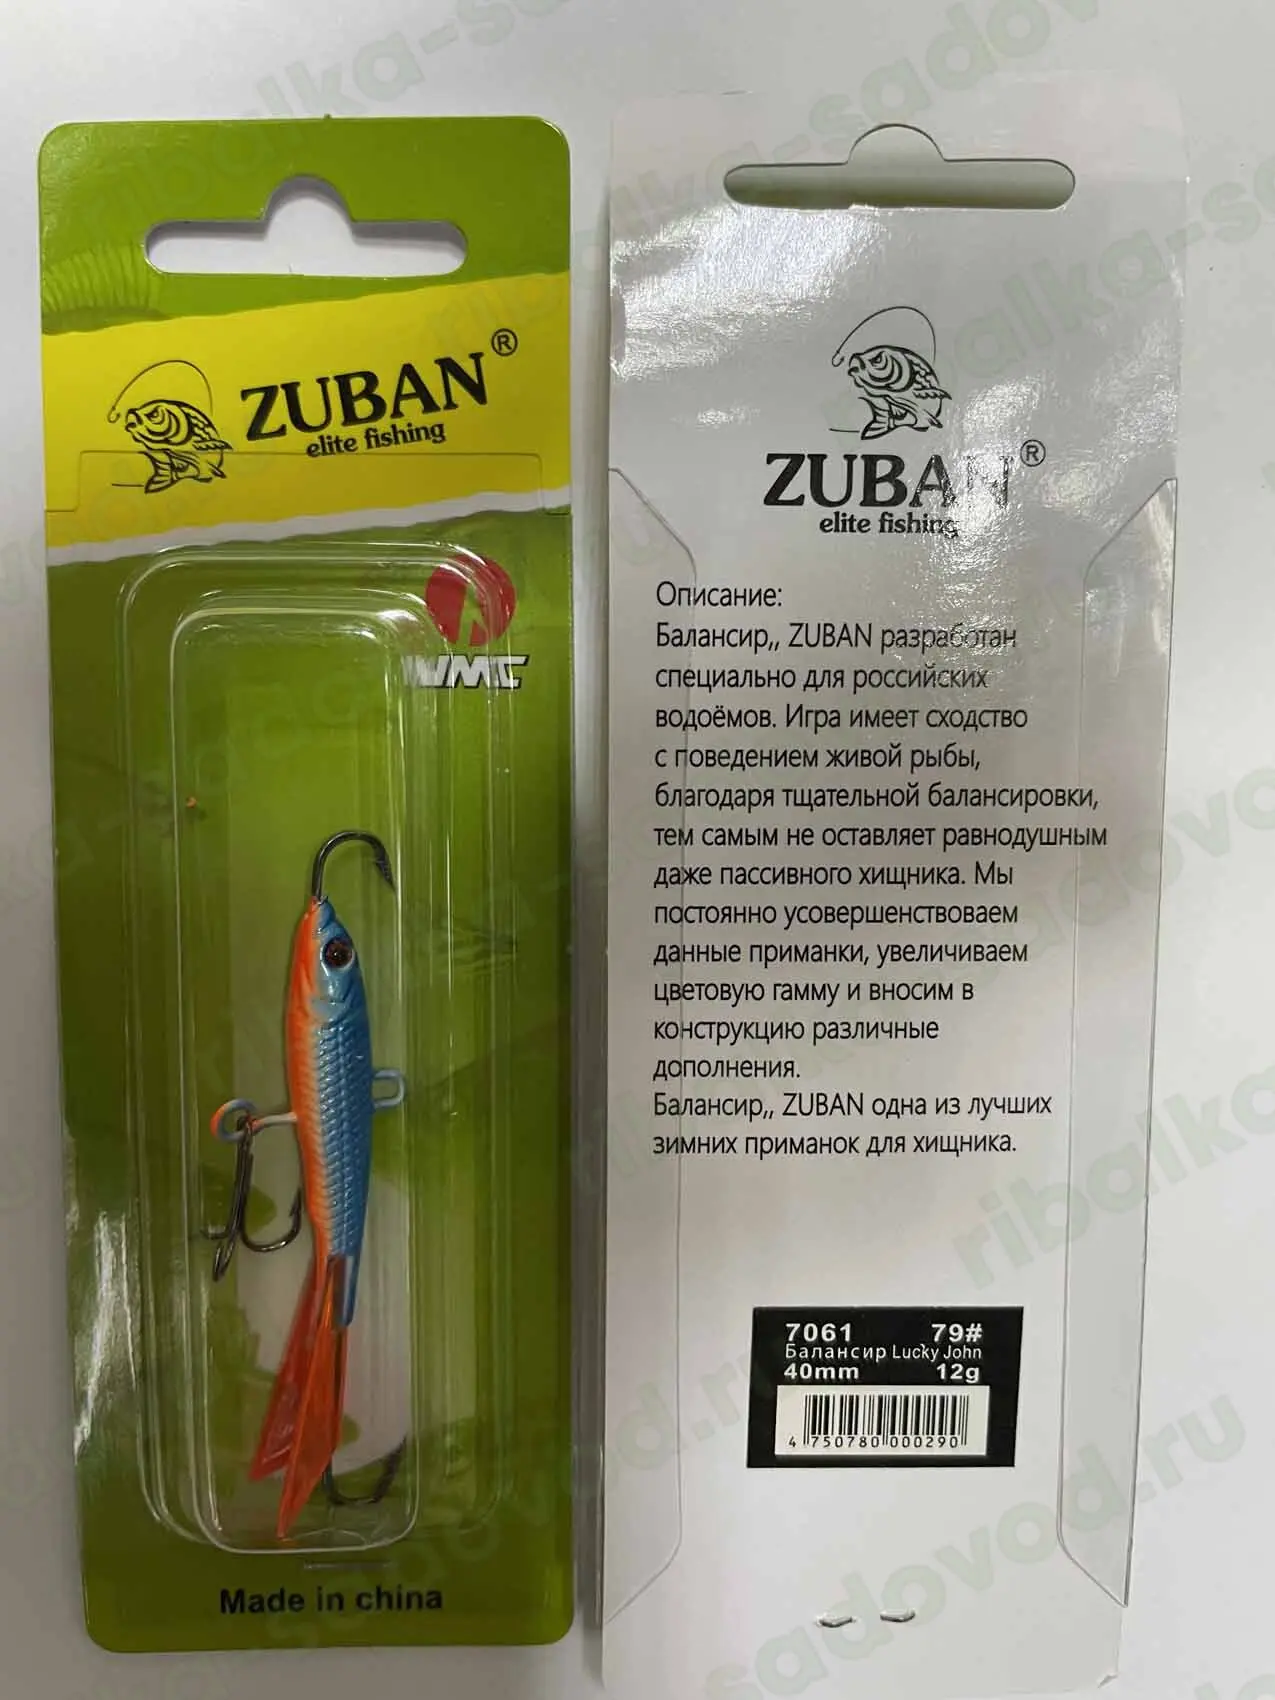 ZUBAN®
elite fishing
Made in china
ZUBAN®
elite fishing
Описание:
Балансир,, ZUBAN разработан
специально для российских
водоёмов. Игра имеет сходство
с поведением живой рыбы,
благодаря тщательной балансировки,
тем самым не оставляет равнодушным
даже пассивного хищника. Мы
постоянно усовершенствоваем
данные приманки, увеличиваем
цветовую гамму и вносим в
конструкцию различные
дополнения.
Балансир,, ZUBAN одна из лучших
зимних приманок для хищника.
7061 79#
Балансир Lucky John
40mm 12g
4 750780 000290
ribalka-sadovod.ru